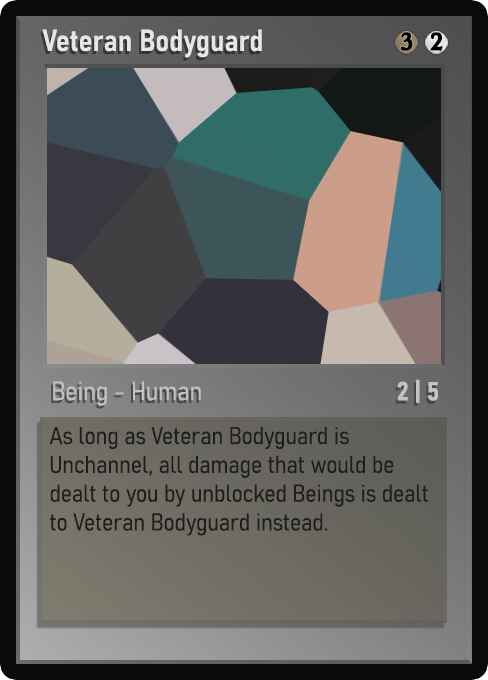 Veteran Bodyguard 3 2
Being - Human 2|5
As long as Veteran Bodyguard is
Unchannel, all damage that would be
dealt to you by unblocked Beings is dealt
to Veteran Bodyguard instead.